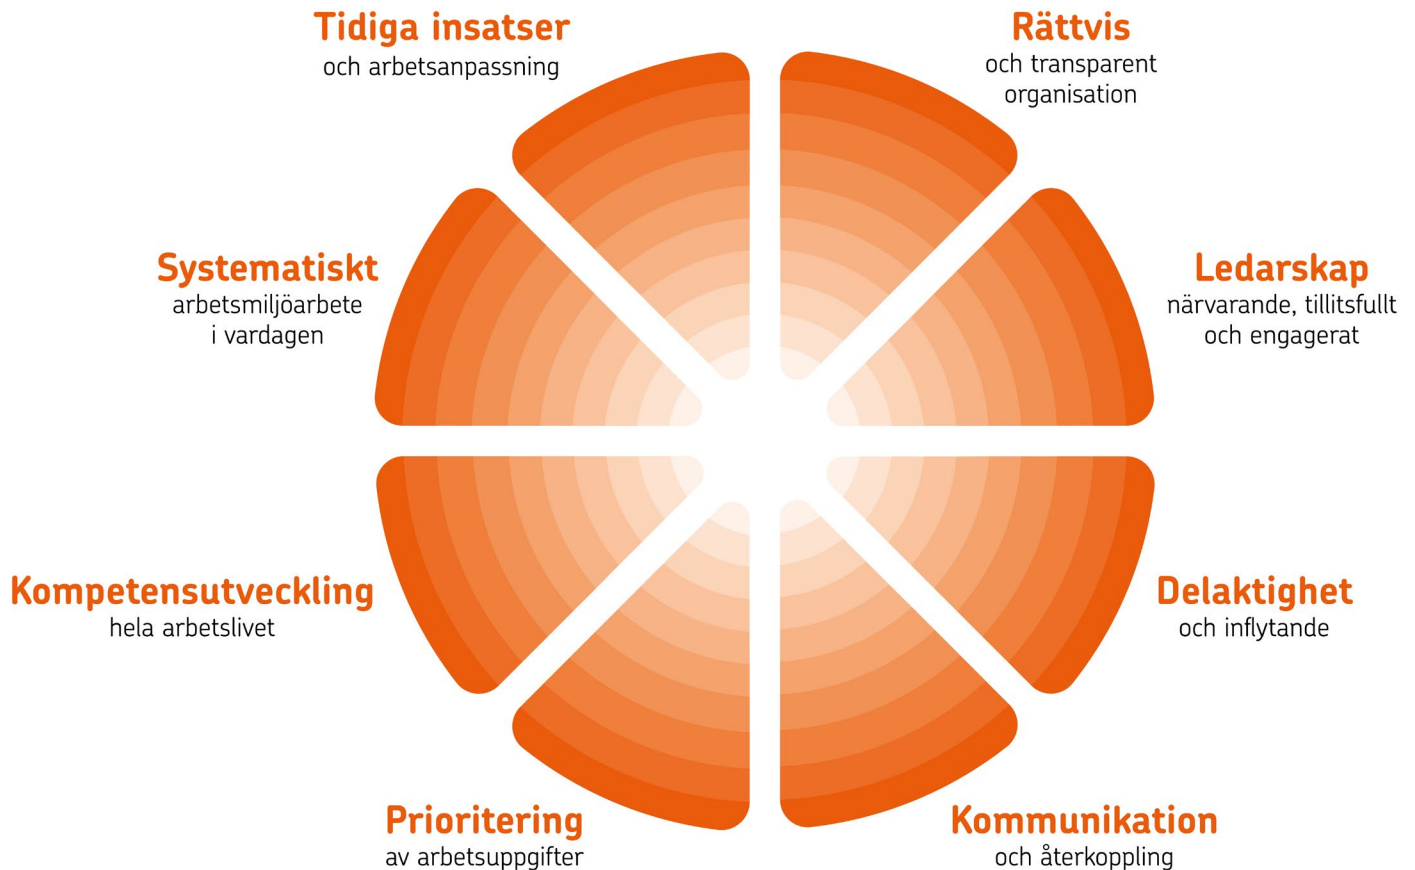 Tidiga insatser
och arbetsanpassning
Rättvis
och transparent
organisation
Systematiskt
arbetsmiljöarbete
i vardagen
Ledarskap
närvarande, tillitsfullt
och engagerat
Kompetensutveckling
hela arbetslivet
Delaktighet
och inflytande
Prioritering
av arbetsuppgifter
Kommunikation
och återkoppling